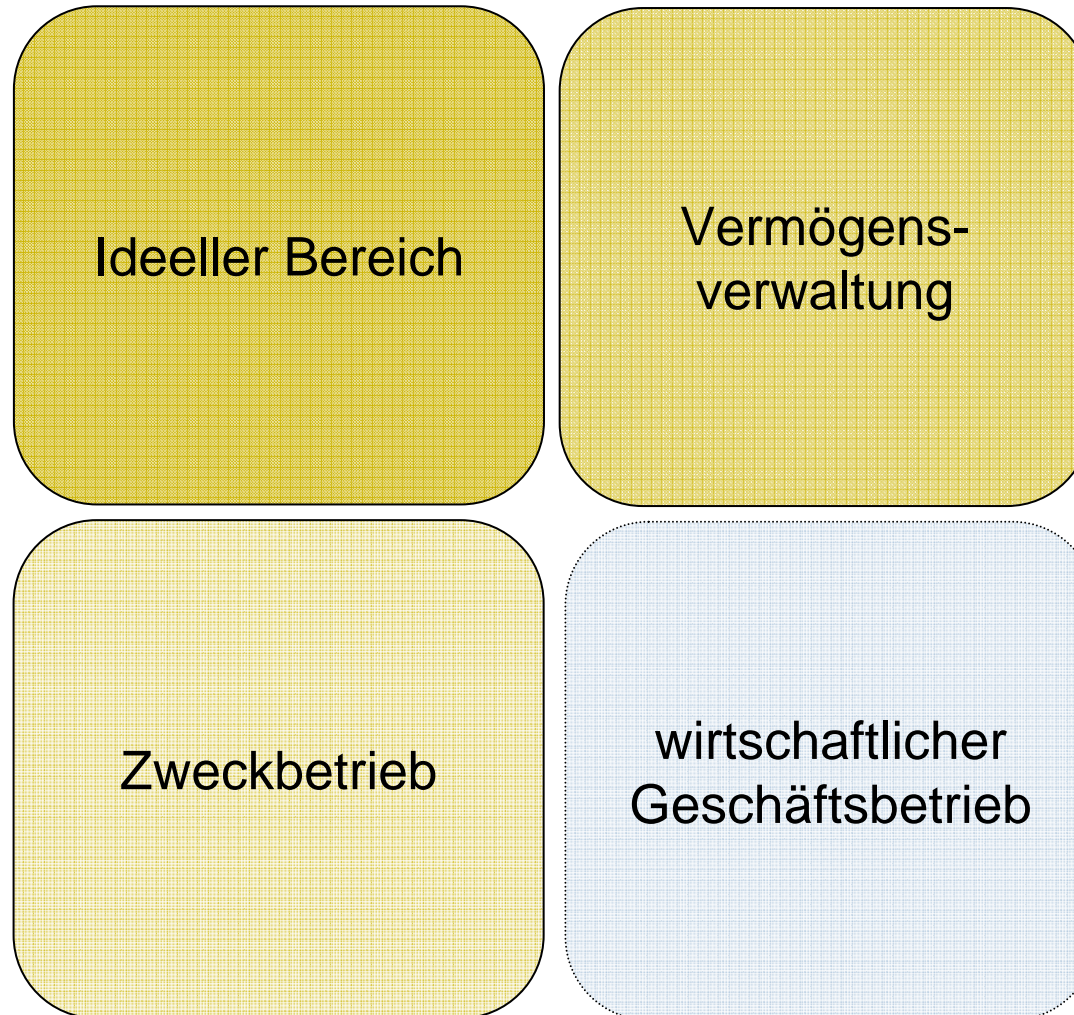 Ideeller Bereich
Vermögens-
verwaltung
Zweckbetrieb
wirtschaftlicher
Geschäftsbetrieb